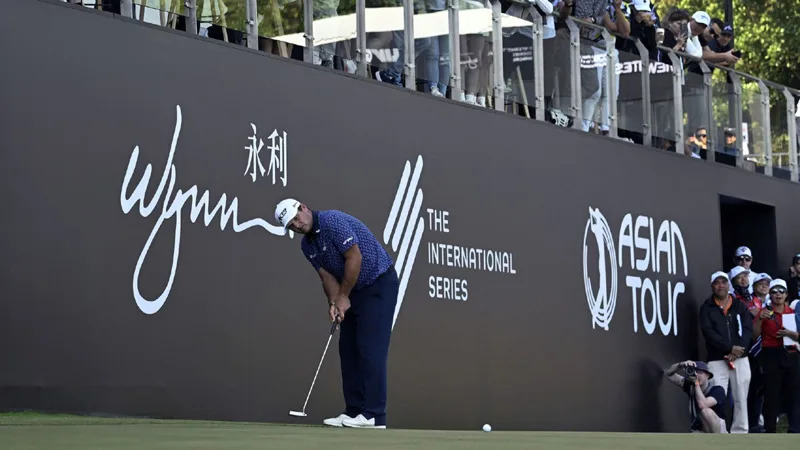 永利
Wynn
THE
INTERNATIONAL
SERIES
ASIAN
TOUR